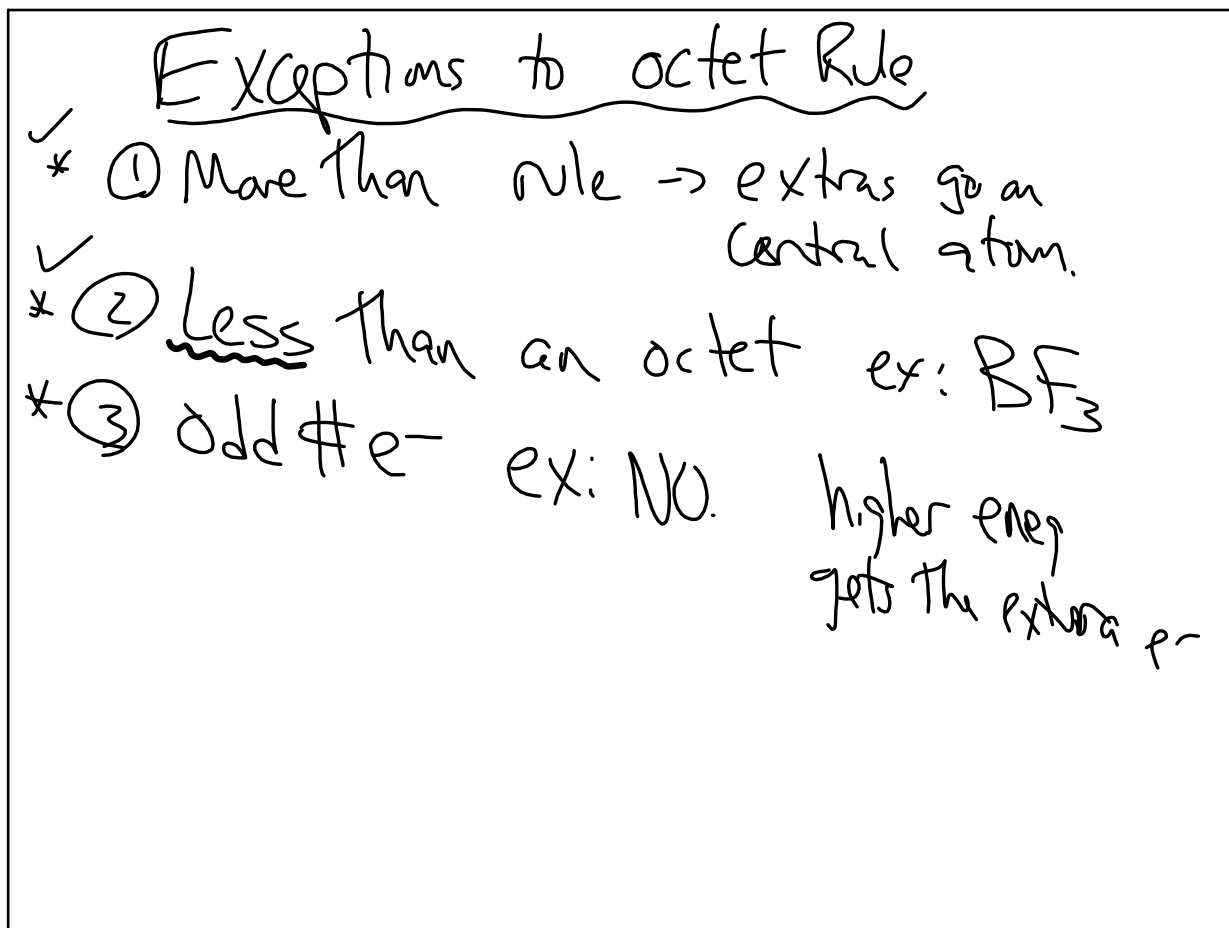 Exceptions to octet Rule
✓
* ① More than rule → extras go on
central atom.
✓
* ② Less than an octet ex: BF₃
* ③ Odd # e⁻ ex: NO.
higher eneg
gets the extra e⁻